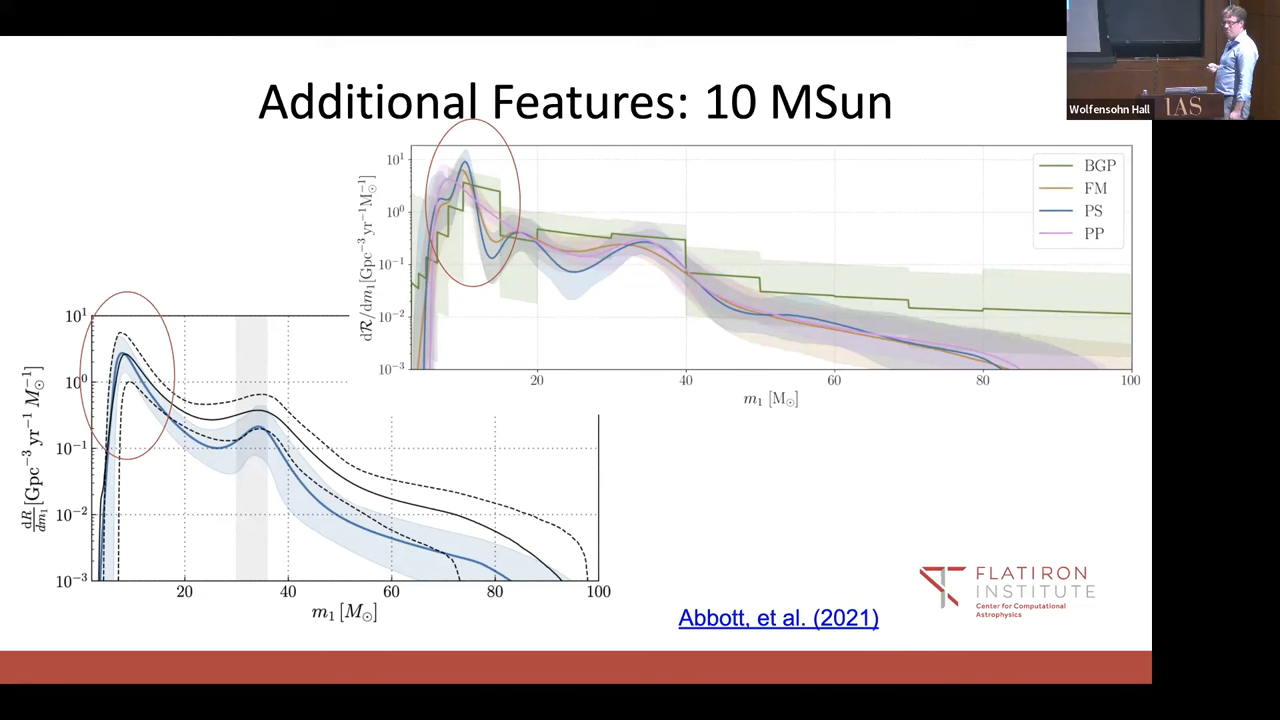 Wolfensohn Hall
IAS
Additional Features: 10 MSun
10¹
10⁰
10⁻¹
10⁻²
10⁻³
dR/dm₁[Gpc⁻³ yr⁻¹M⊙⁻¹]
20
40
60
80
100
m₁ [M⊙]
BGP
FM
PS
PP
10¹
10⁰
10⁻¹
10⁻²
10⁻³
dR/dm₁ [Gpc⁻³ yr⁻¹ M⊙⁻¹]
20
40
60
80
100
m₁ [M⊙]
FLATIRON
INSTITUTE
Center for Computational
Astrophysics
Abbott, et al. (2021)